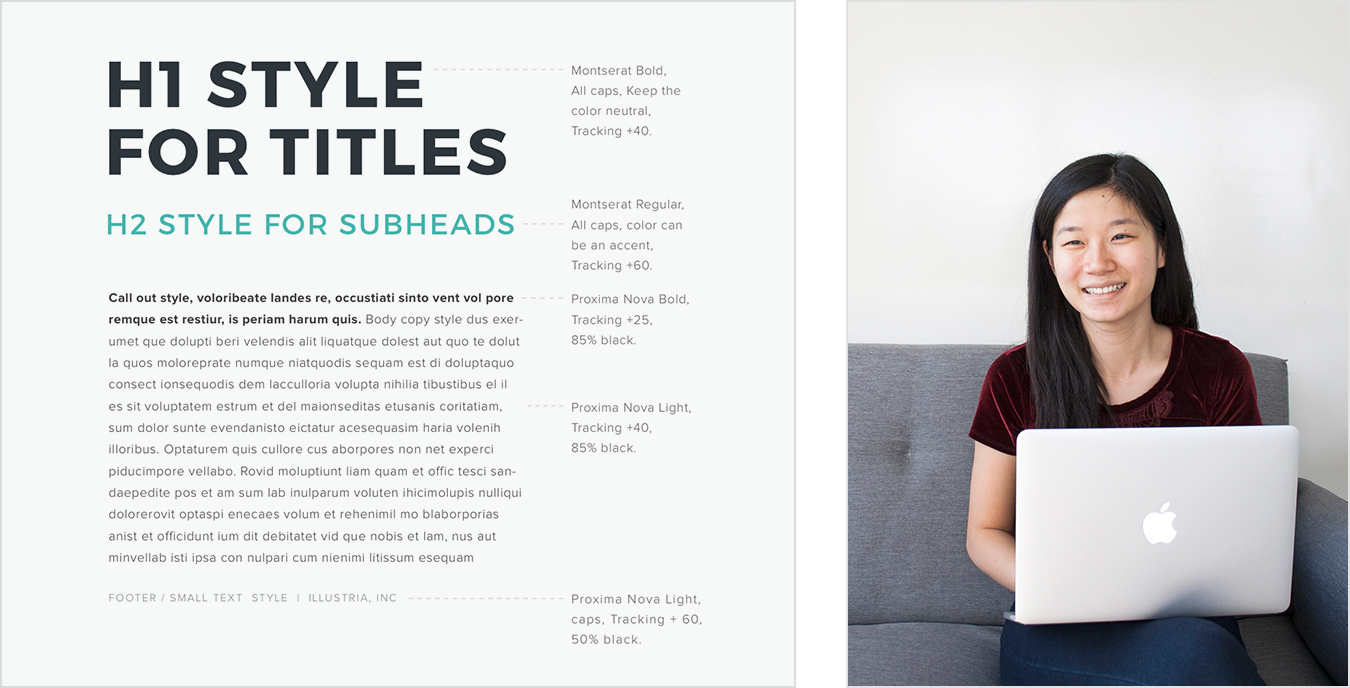 H1 STYLE
FOR TITLES
Montserat Bold,
All caps, Keep the
color neutral,
Tracking +40.
H2 STYLE FOR SUBHEADS
Montserat Regular,
All caps, color can
be an accent,
Tracking +60.
Call out style, voloribeate landes re, occustiati sinto vent vol pore
remque est restiur, is periam harum quis. Body copy style dus exer-
umet que dolupti beri velendis alit liquatque dolest aut quo te dolut
la quos moloreprate numque niatquodis sequam est di doluptaquo
consect ionsequodis dem lacculloria volupta nihilia tibustibus el il
es sit voluptatem estrum et del maionseditas etusanis coritatiam,
sum dolor sunte evendanisto eictatur acesequasim haria volenih
illoribus. Optaturem quis cullore cus aborpores non net experci
piducimpore vellabo. Rovid moluptiunt liam quam et offic tesci san-
daepedite pos et am sum lab inulparum voluten ihicimolupis nulliqui
dolorerovit optaspi enecaes volum et rehenimil mo blaborporias
anist et officidunt ium dit debitatet vid que nobis et lam, nus aut
minvellab isti ipsa con nulpari cum nienimi litissum esequam
Proxima Nova Bold,
Tracking +25,
85% black.
Proxima Nova Light,
Tracking +40,
85% black.
FOOTER / SMALL TEXT STYLE | ILLUSTRIA, INC
Proxima Nova Light,
caps, Tracking + 60,
50% black.